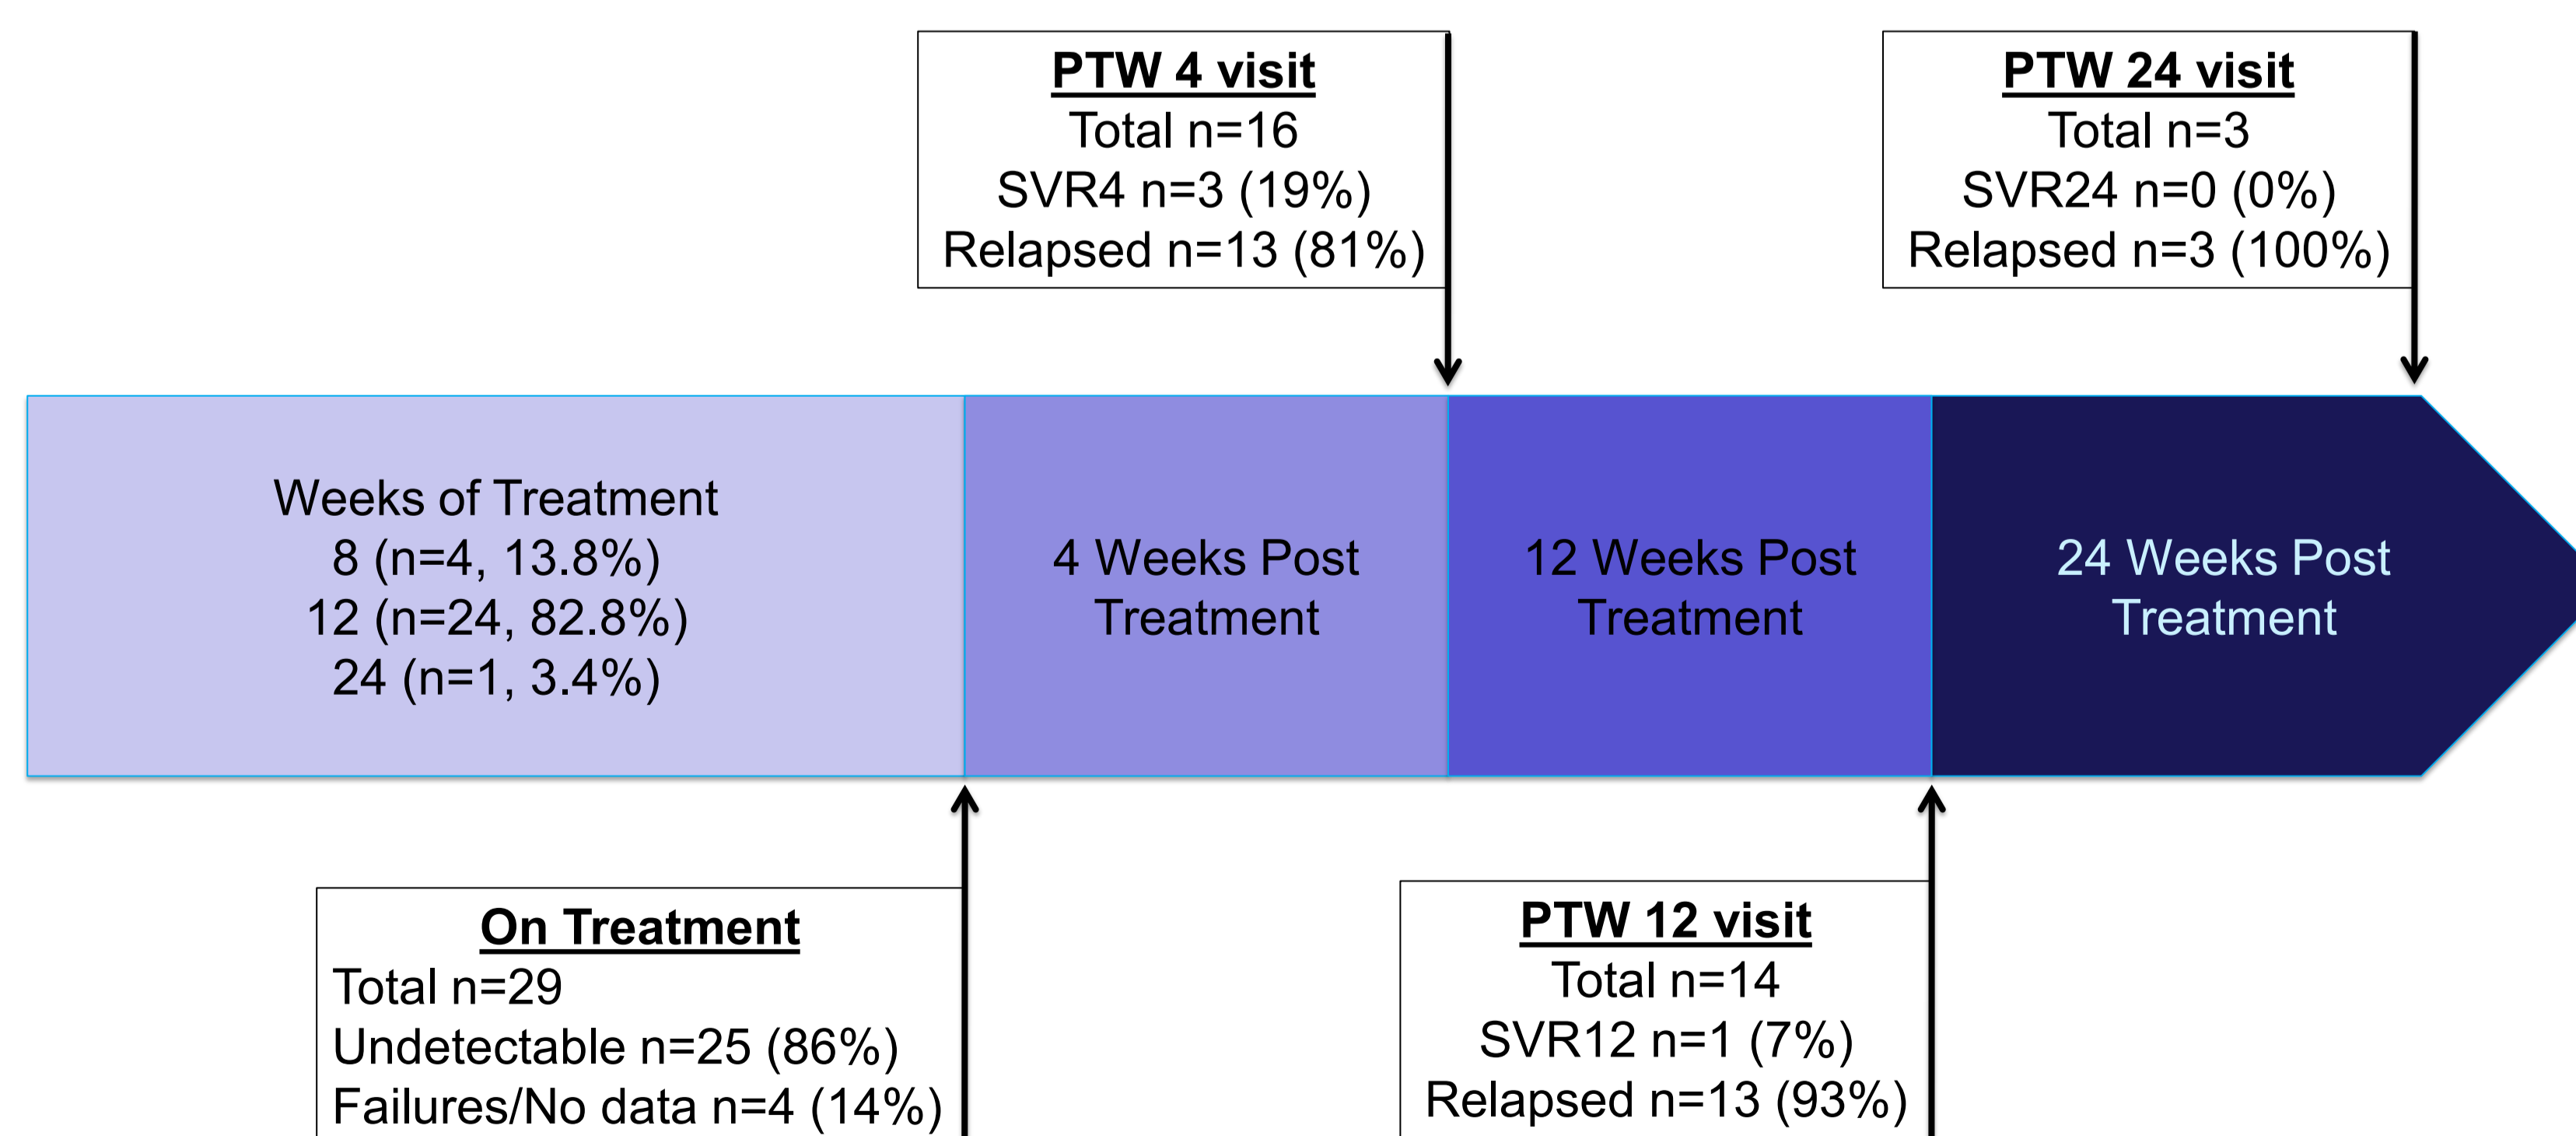 PTW 4 visit
Total n=16
SVR4 n=3 (19%)
Relapsed n=13 (81%)
PTW 24 visit
Total n=3
SVR24 n=0 (0%)
Relapsed n=3 (100%)
Weeks of Treatment
8 (n=4, 13.8%)
12 (n=24, 82.8%)
24 (n=1, 3.4%)
4 Weeks Post
Treatment
12 Weeks Post
Treatment
24 Weeks Post
Treatment
On Treatment
Total n=29
Undetectable n=25 (86%)
Failures/No data n=4 (14%)
PTW 12 visit
Total n=14
SVR12 n=1 (7%)
Relapsed n=13 (93%)